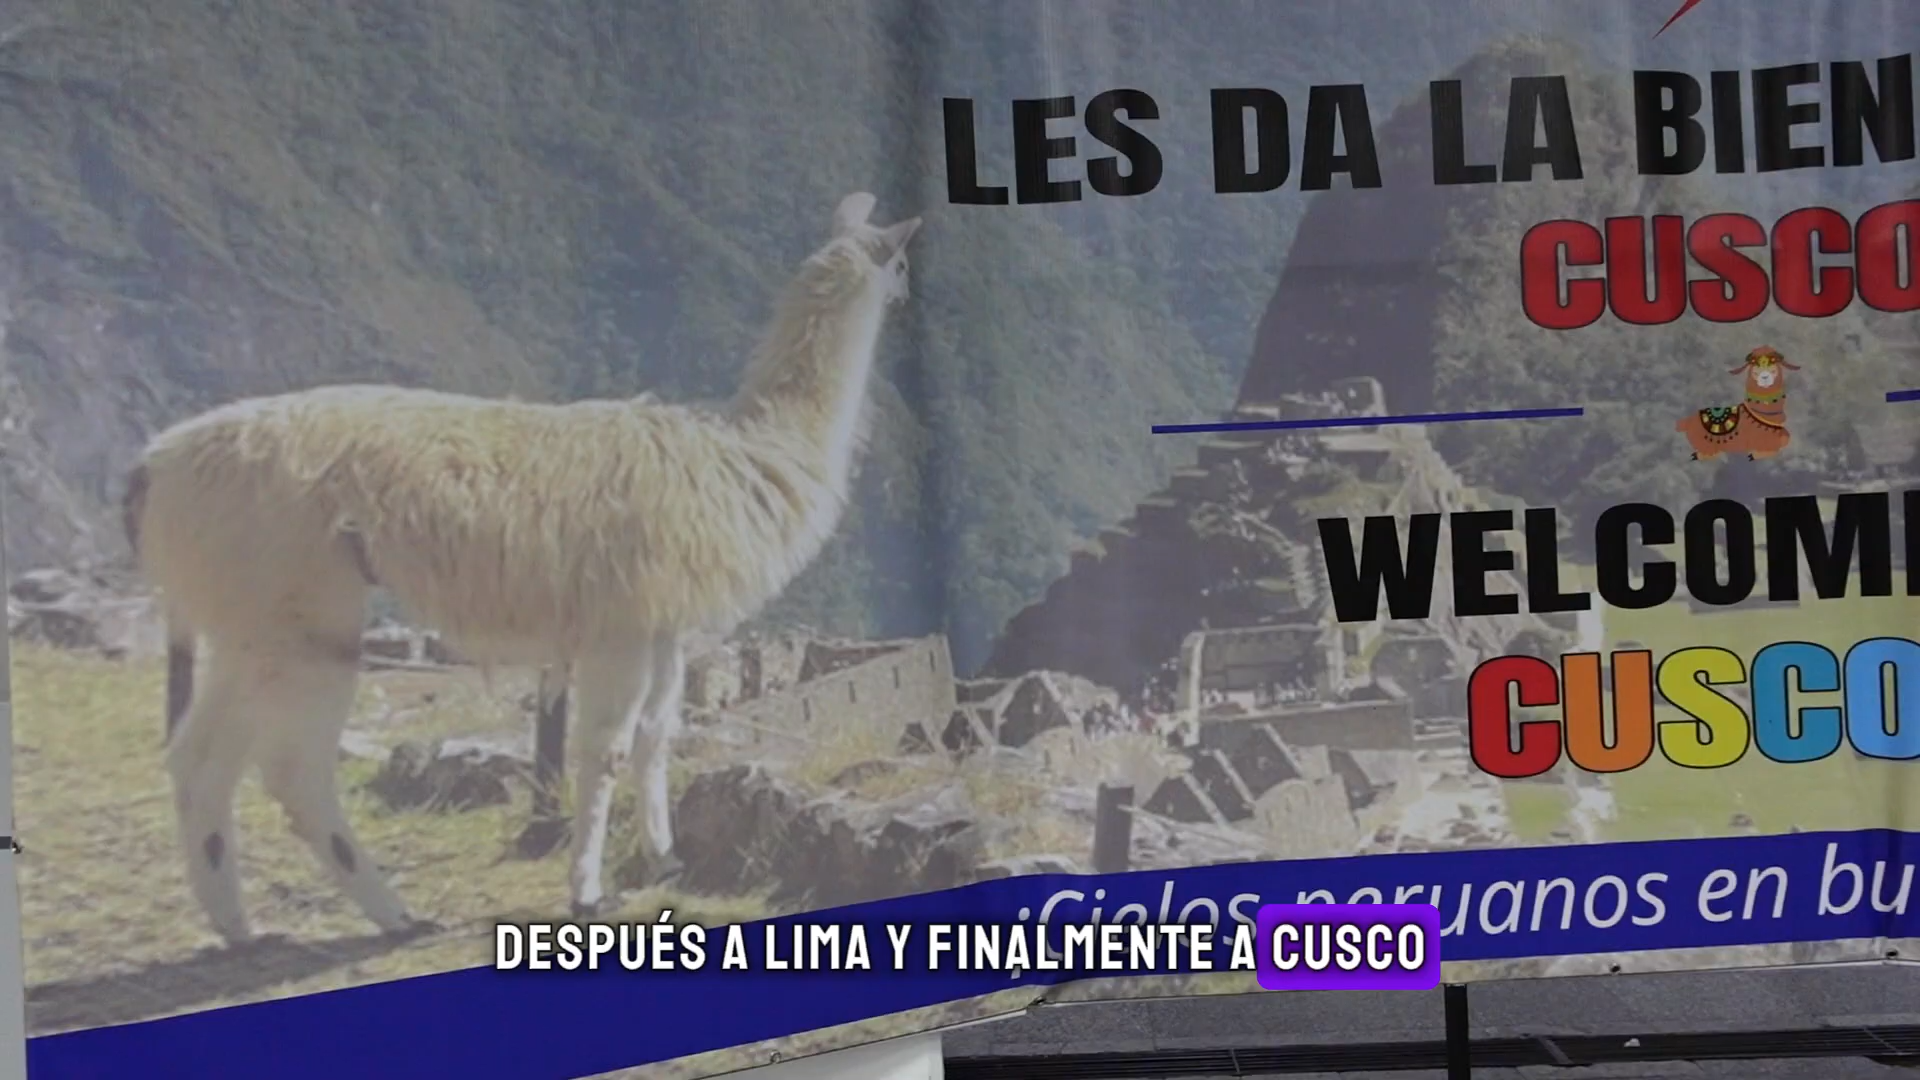 LES DA LA BIEN
CUSCO
WELCOM
CUSCO
¡Cielos peruanos en bu
DESPUÉS A LIMA Y FINALMENTE A CUSCO